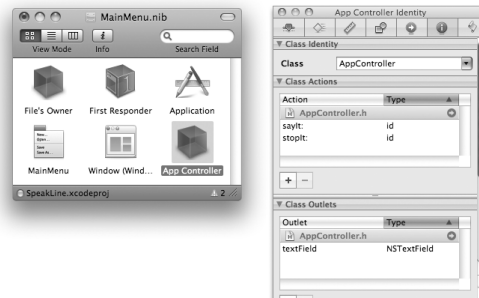 MainMenu.nib
View Mode Info Search Field
File's Owner First Responder Application
MainMenu Window (Wind... App Controller
SpeakLine.xcodeproj 2
App Controller Identity
Class Identity
Class AppController
Class Actions
Action Type
AppController.h
sayIt: id
stopIt: id
+ −
Class Outlets
Outlet Type
AppController.h
textField NSTextField